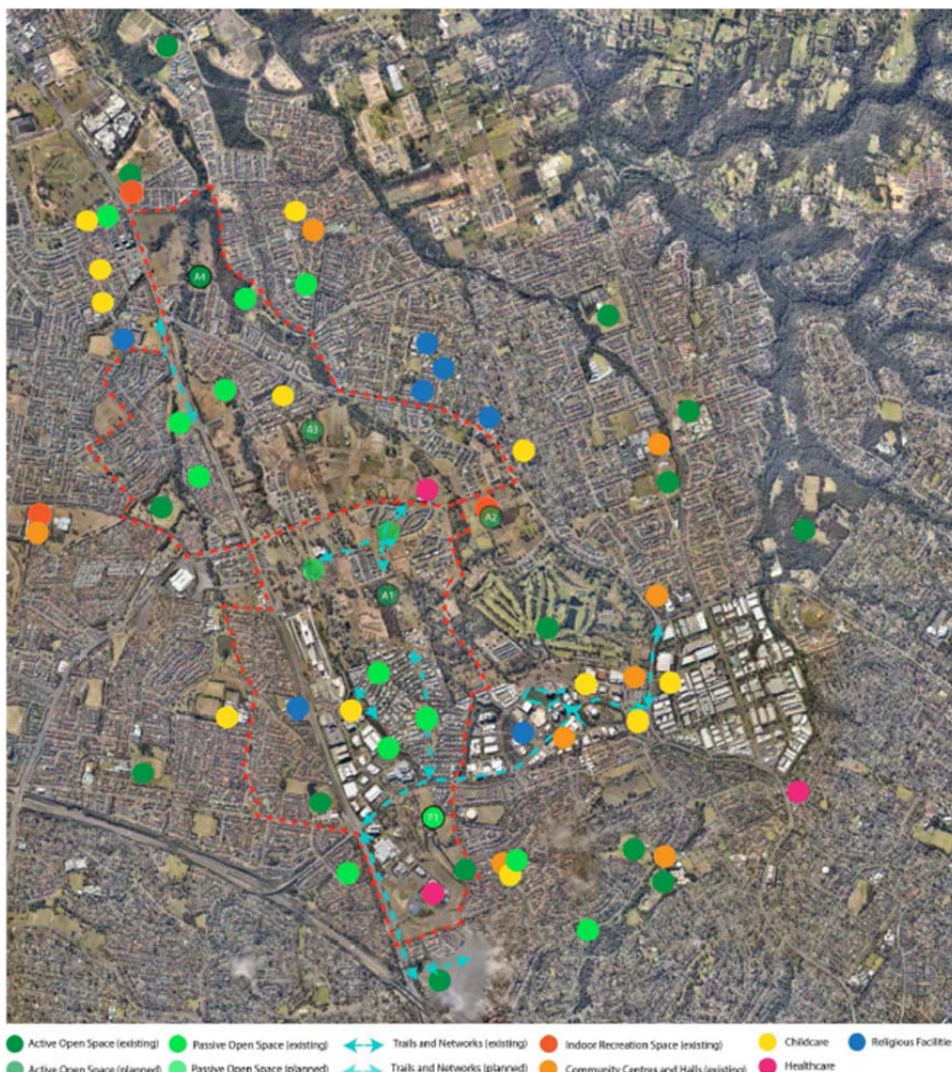 A4
A3
A2
A1
P1
Active Open Space (existing) Passive Open Space (existing) Trails and Networks (existing) Indoor Recreation Space (existing) Childcare Religious Facilities
Active Open Space (planned) Passive Open Space (planned) Trails and Networks (planned) Community Centres and Halls (existing) Healthcare